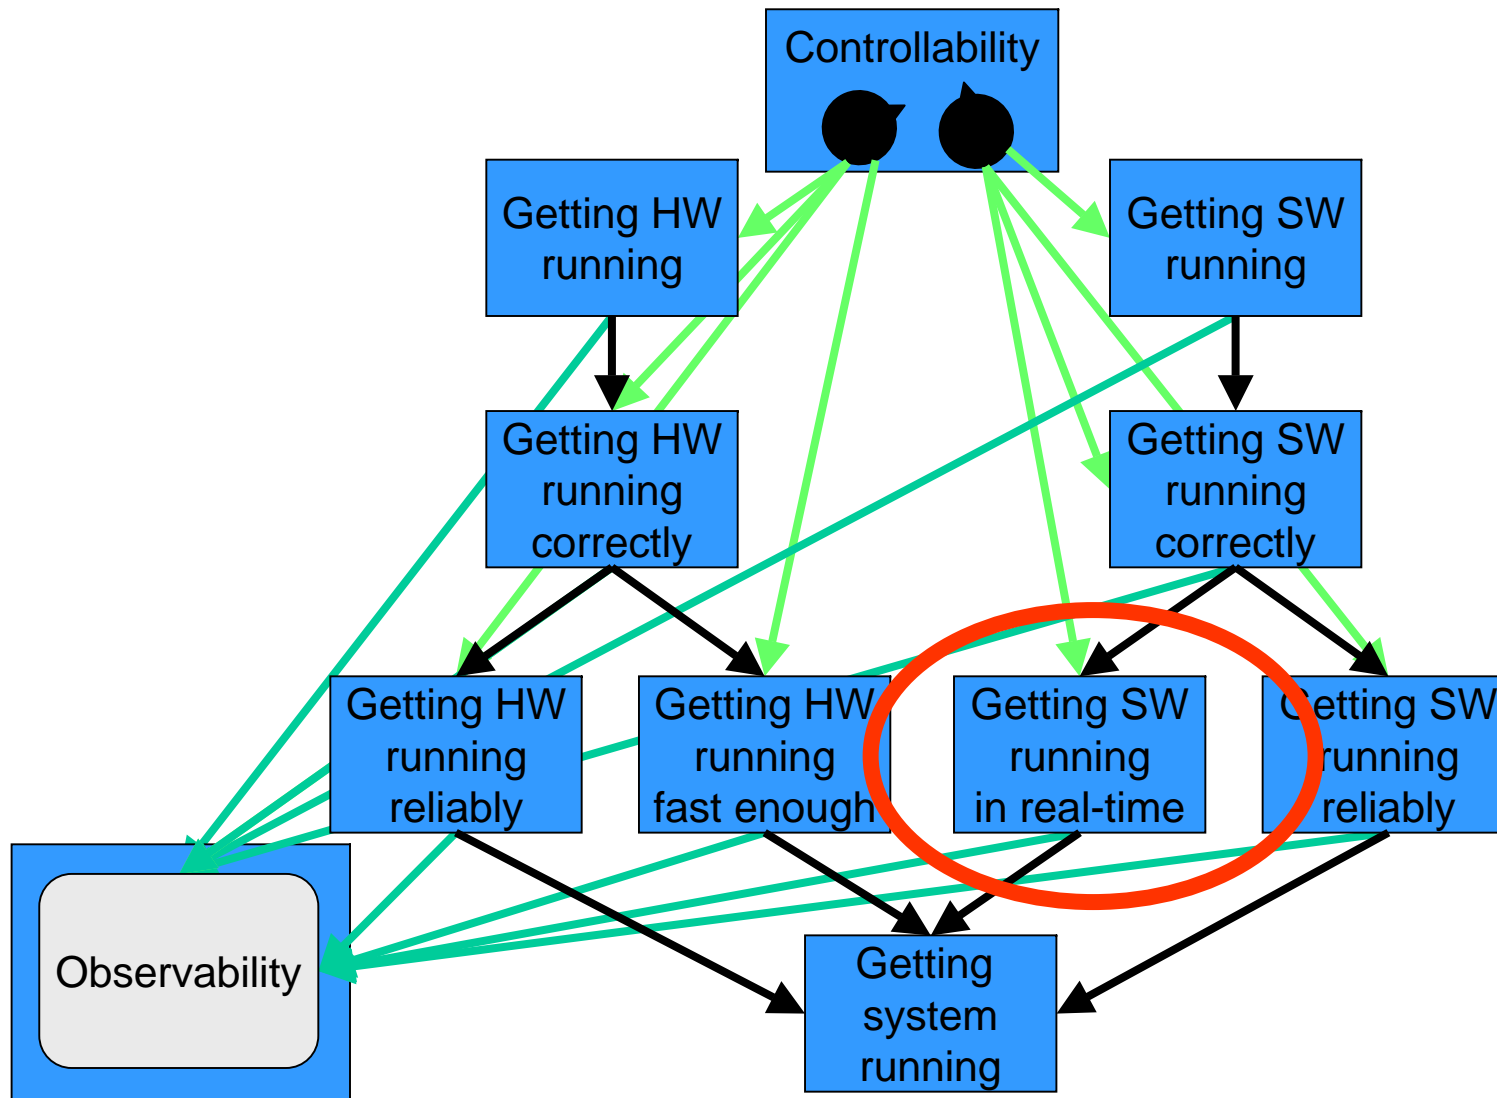 Controllability
Getting HW
running
Getting SW
running
Getting HW
running
correctly
Getting SW
running
correctly
Getting HW
running
reliably
Getting HW
running
fast enough
Getting SW
running
in real-time
Getting SW
running
reliably
Observability
Getting
system
running